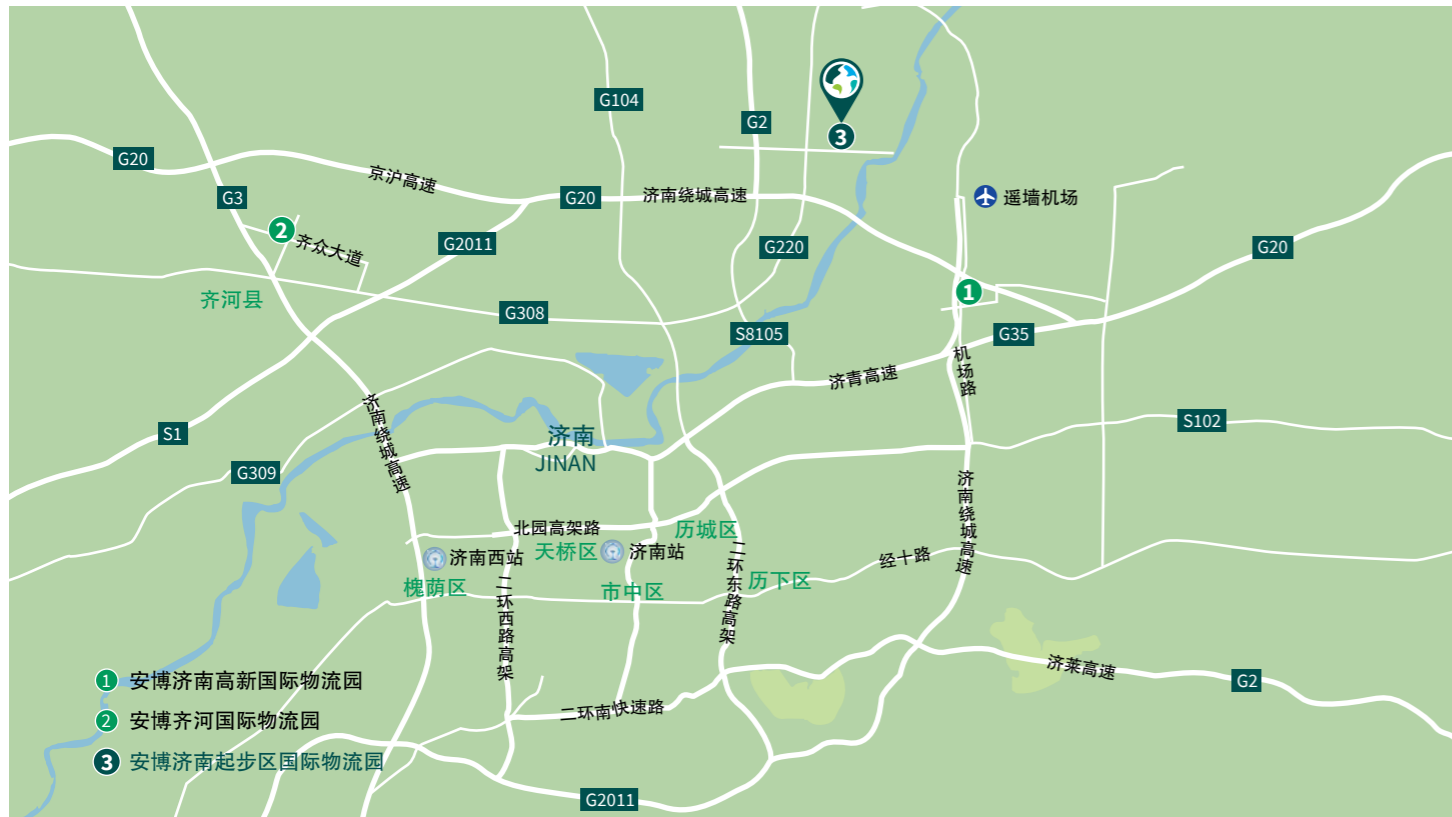 G104
G2
3
G20
京沪高速
G3
G20
济南绕城高速
遥墙机场
2
齐众大道
G2011
G220
G20
齐河县
1
G308
S8105
G35
机场路
济青高速
济南绕城高速
S1
S102
济南
JINAN
G309
济南绕城高速
北园高架路
历城区
济南西站
天桥区
济南站
二环东路高架
经十路
槐荫区
二环西路高架
市中区
历下区
济莱高速
G2
1 安博济南高新国际物流园
二环南快速路
2 安博齐河国际物流园
3 安博济南起步区国际物流园
G2011